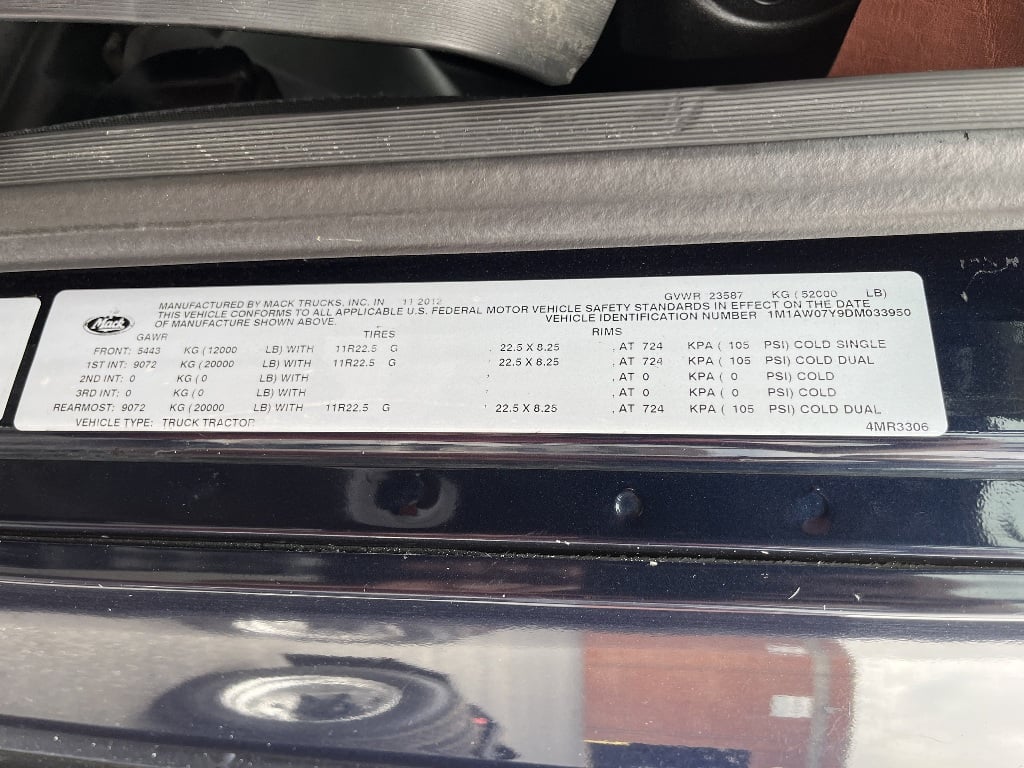 Mack
MANUFACTURED BY MACK TRUCKS, INC. IN 11 2012 GVWR 23587 KG ( 52000 LB)
THIS VEHICLE CONFORMS TO ALL APPLICABLE U.S. FEDERAL MOTOR VEHICLE SAFETY STANDARDS IN EFFECT ON THE DATE
OF MANUFACTURE SHOWN ABOVE. VEHICLE IDENTIFICATION NUMBER 1M1AW07Y9DM033950
GAWR TIRES RIMS
FRONT: 5443 KG ( 12000 LB) WITH 11R22.5 G , 22.5 X 8.25 , AT 724 KPA ( 105 PSI) COLD SINGLE
1ST INT: 9072 KG ( 20000 LB) WITH 11R22.5 G , 22.5 X 8.25 , AT 724 KPA ( 105 PSI) COLD DUAL
2ND INT: 0 KG ( 0 LB) WITH , , AT 0 KPA ( 0 PSI) COLD
3RD INT: 0 KG ( 0 LB) WITH , , AT 0 KPA ( 0 PSI) COLD
REARMOST: 9072 KG ( 20000 LB) WITH 11R22.5 G , 22.5 X 8.25 , AT 724 KPA ( 105 PSI) COLD DUAL
VEHICLE TYPE: TRUCK TRACTOR 4MR3306